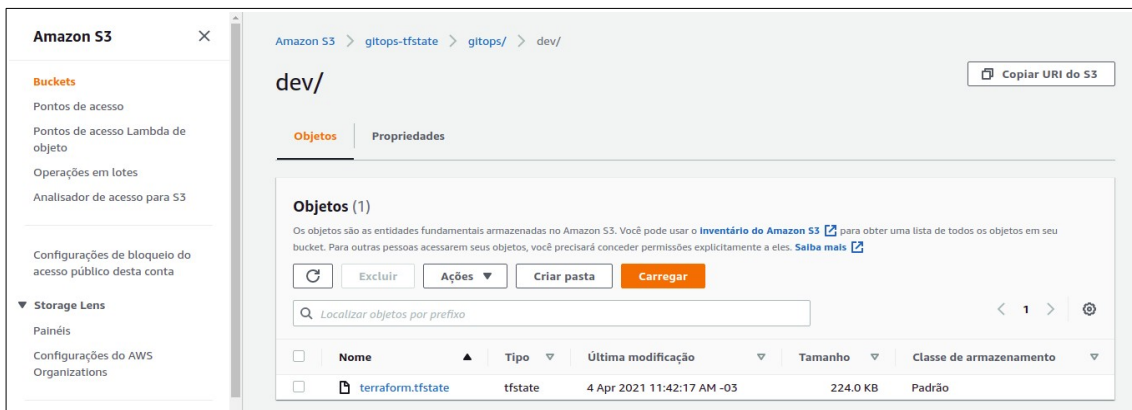 Amazon S3
Buckets
Pontos de acesso
Pontos de acesso Lambda de
objeto
Operações em lotes
Analisador de acesso para S3
Configurações de bloqueio do
acesso público desta conta
Storage Lens
Painéis
Configurações do AWS
Organizations
Amazon S3 > gitops-tfstate > gitops/ > dev/
dev/
Copiar URI do S3
Objetos Propriedades
Objetos (1)
Os objetos são as entidades fundamentais armazenadas no Amazon S3. Você pode usar o inventário do Amazon S3 para obter uma lista de todos os objetos em seu
bucket. Para outras pessoas acessarem seus objetos, você precisará conceder permissões explicitamente a eles. Saiba mais
Excluir Ações Criar pasta Carregar
Localizar objetos por prefixo
< 1 >
Nome Tipo Última modificação Tamanho Classe de armazenamento
terraform.tfstate tfstate 4 Apr 2021 11:42:17 AM -03 224.0 KB Padrão